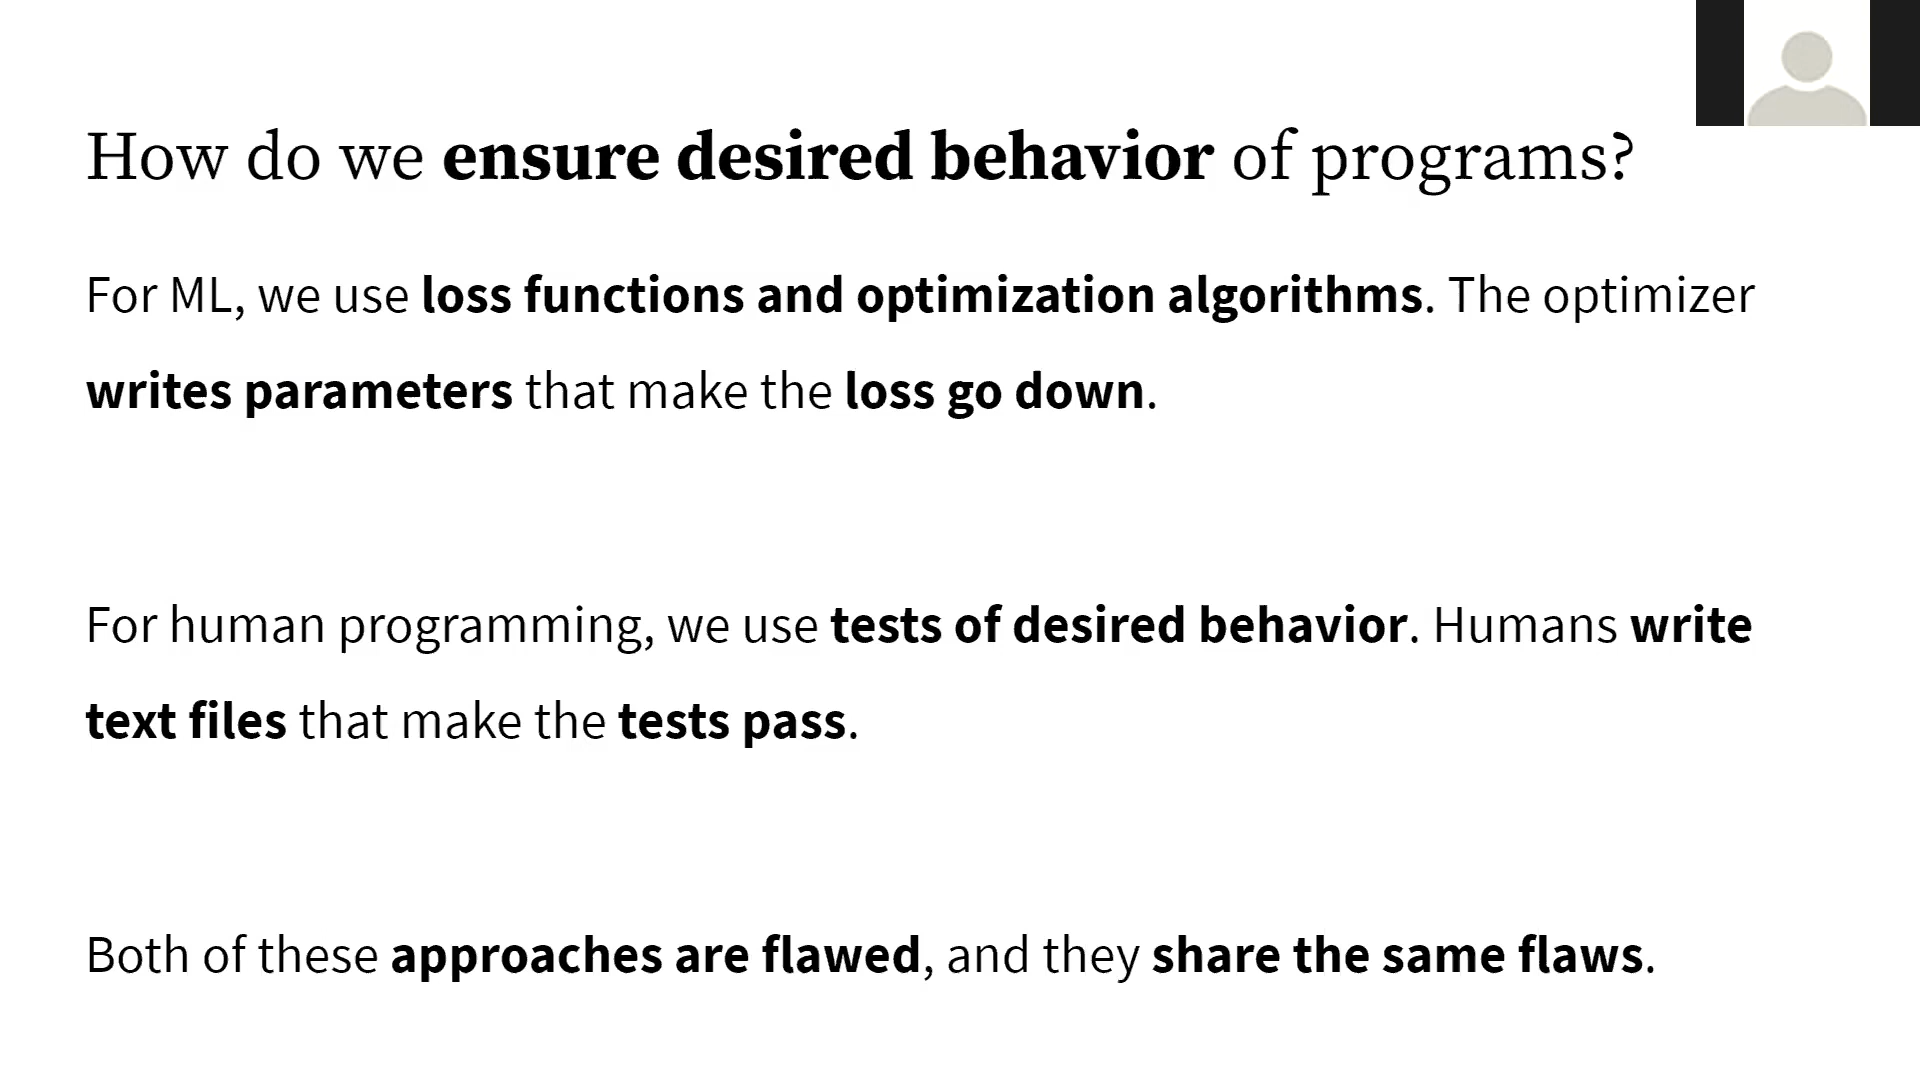 How do we ensure desired behavior of programs?
For ML, we use loss functions and optimization algorithms. The optimizer
writes parameters that make the loss go down.
For human programming, we use tests of desired behavior. Humans write
text files that make the tests pass.
Both of these approaches are flawed, and they share the same flaws.